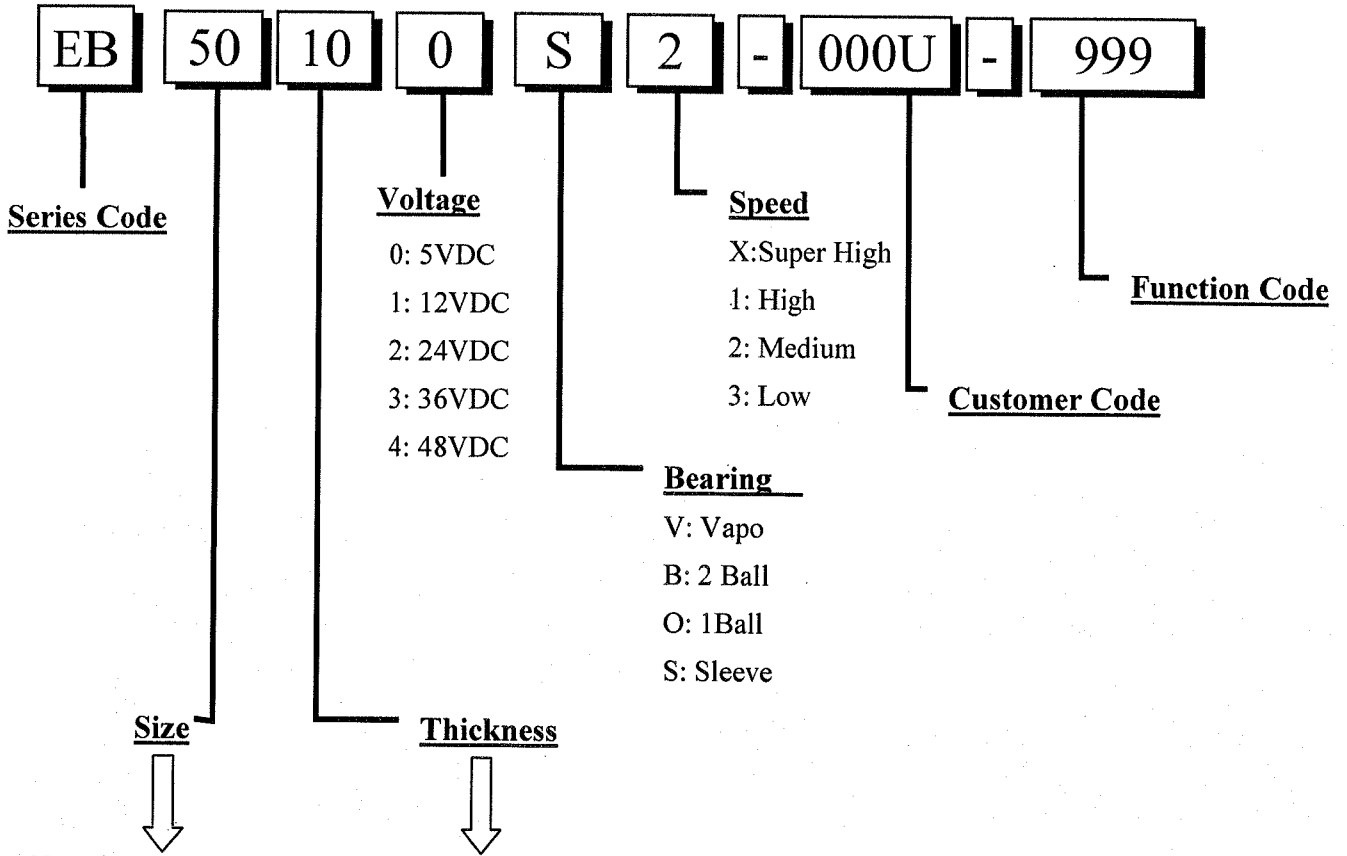 EB 50 10 0 S 2 - 000U - 999
Series Code
Voltage
0: 5VDC
1: 12VDC
2: 24VDC
3: 36VDC
4: 48VDC
Speed
X:Super High
1: High
2: Medium
3: Low
Function Code
Customer Code
Bearing
V: Vapo
B: 2 Ball
O: 1Ball
S: Sleeve
Size
Thickness